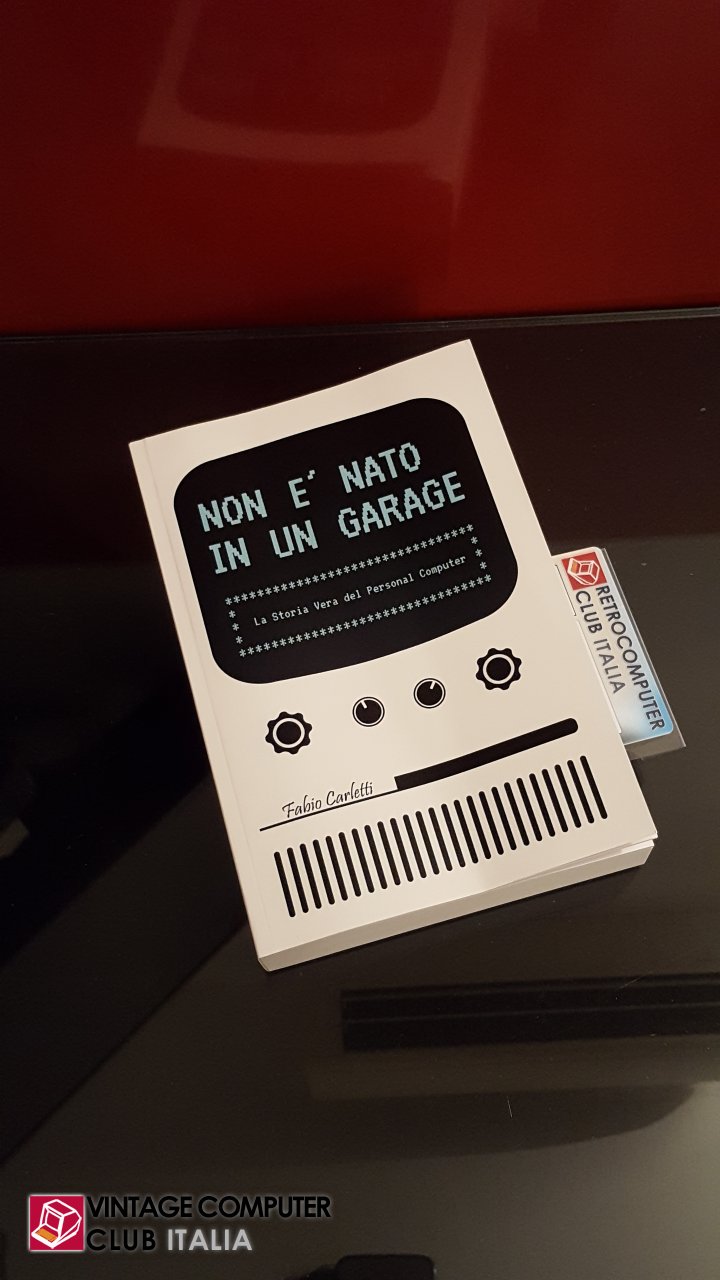 NON E' NATO
IN UN GARAGE
***********************************
* La Storia Vera del Personal Computer *
***********************************
Fabio Carletti
RETROCOMPUTER
CLUB ITALIA
VINTAGE COMPUTER
CLUB ITALIA